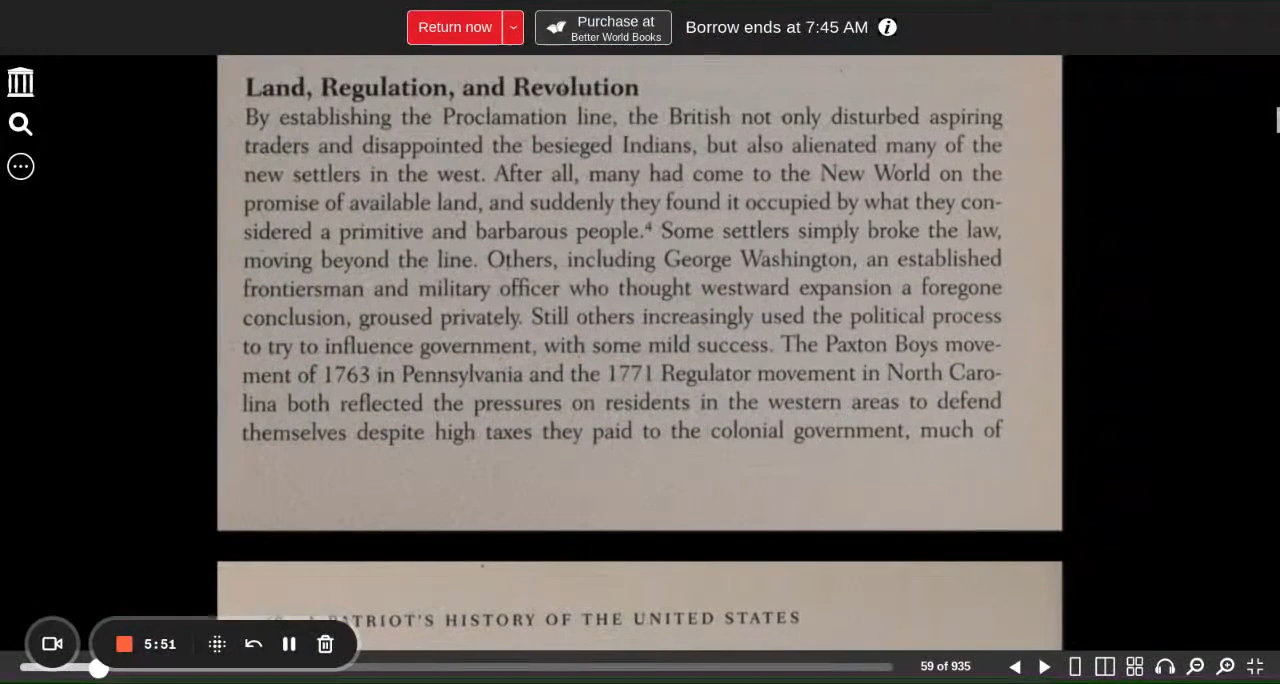 Return now
Purchase at
Better World Books
Borrow ends at 7:45 AM
Land, Regulation, and Revolution
By establishing the Proclamation line, the British not only disturbed aspiring
traders and disappointed the besieged Indians, but also alienated many of the
new settlers in the west. After all, many had come to the New World on the
promise of available land, and suddenly they found it occupied by what they con-
sidered a primitive and barbarous people.⁴ Some settlers simply broke the law,
moving beyond the line. Others, including George Washington, an established
frontiersman and military officer who thought westward expansion a foregone
conclusion, groused privately. Still others increasingly used the political process
to try to influence government, with some mild success. The Paxton Boys move-
ment of 1763 in Pennsylvania and the 1771 Regulator movement in North Caro-
lina both reflected the pressures on residents in the western areas to defend
themselves despite high taxes they paid to the colonial government, much of
PATRIOT'S HISTORY OF THE UNITED STATES
5:51
59 of 935